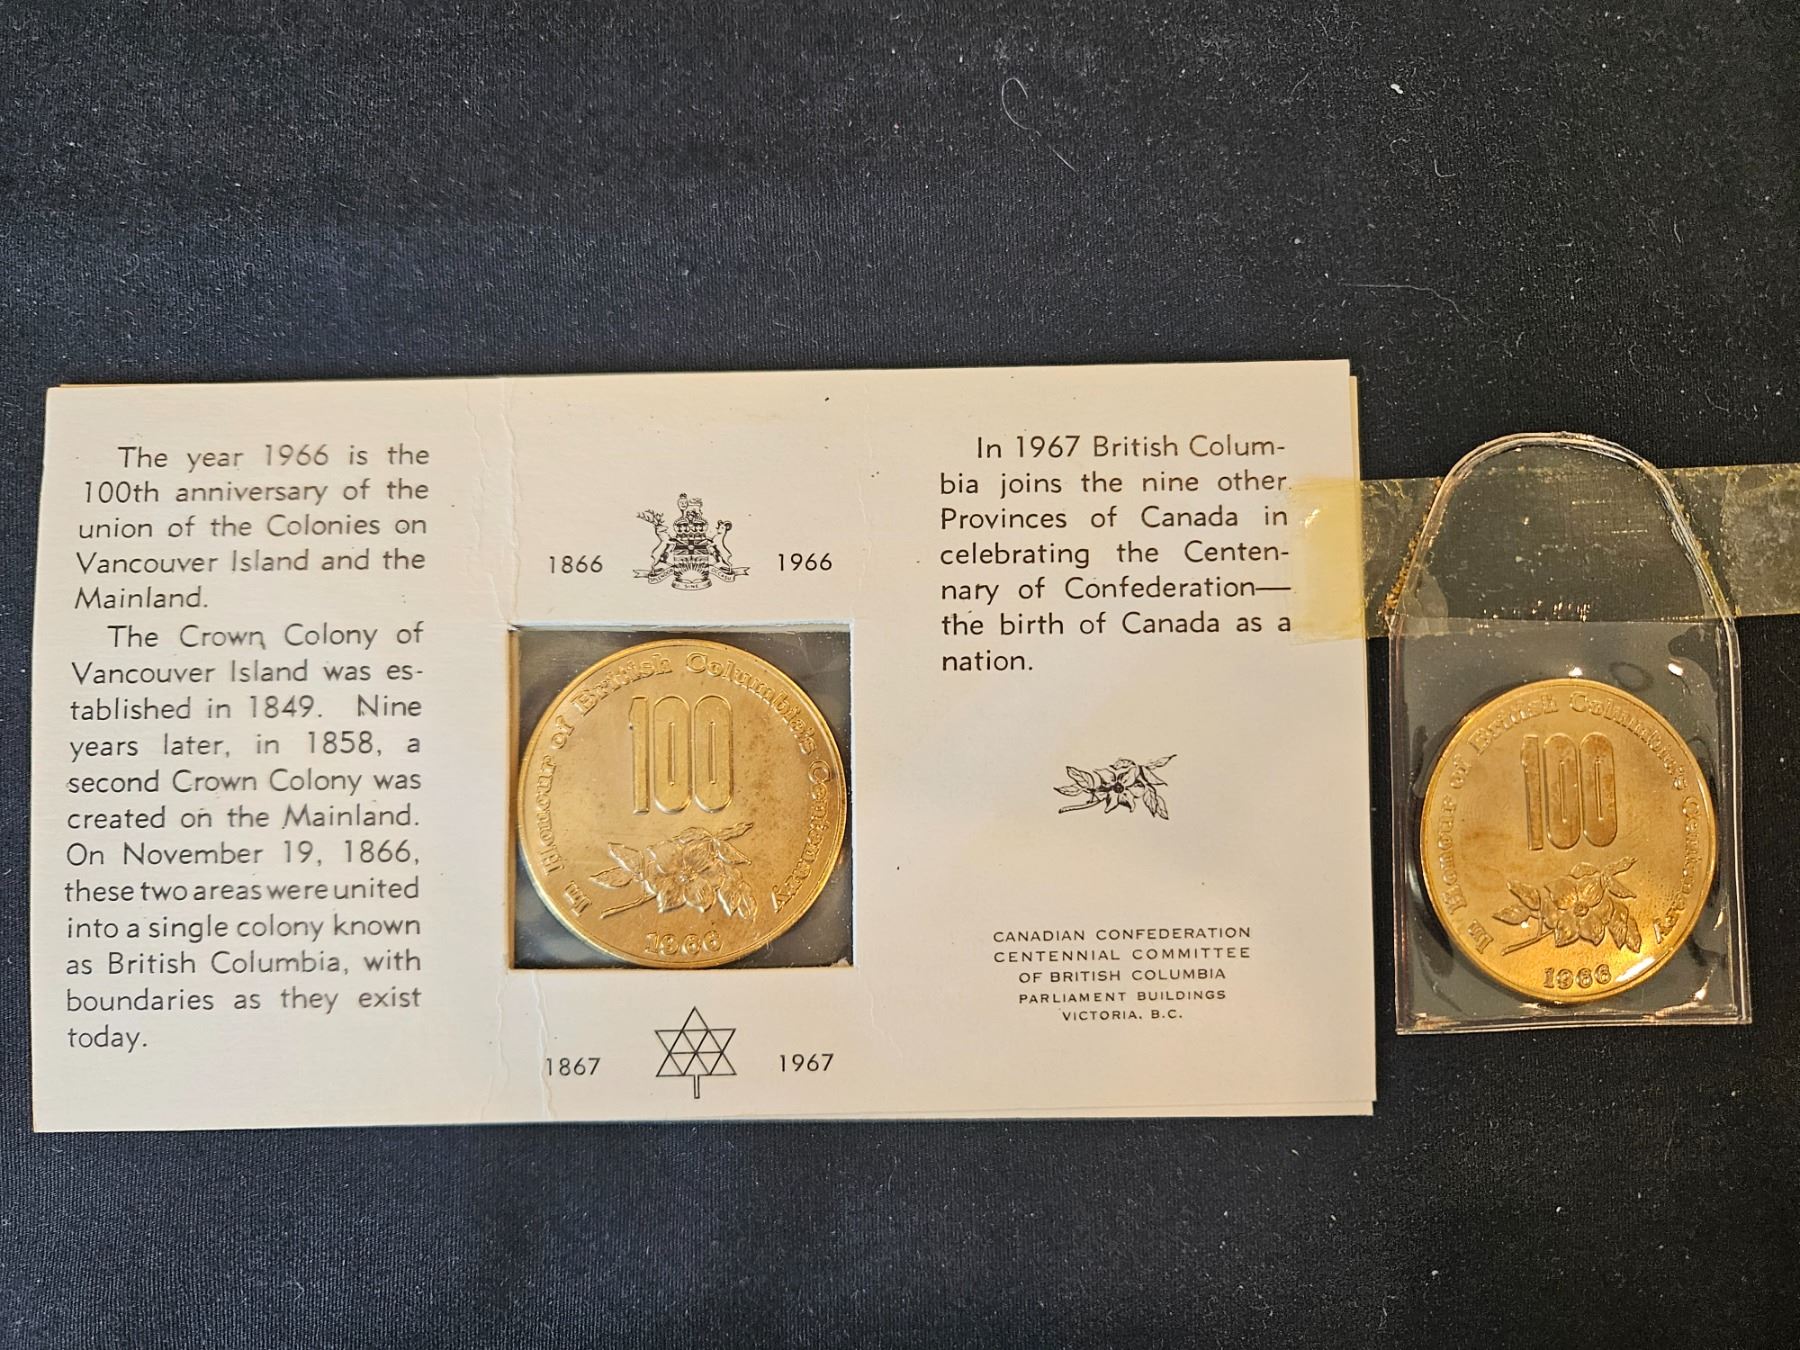 The year 1966 is the
100th anniversary of the
union of the Colonies on
Vancouver Island and the
Mainland.
The Crown Colony of
Vancouver Island was es-
tablished in 1849. Nine
years later, in 1858, a
second Crown Colony was
created on the Mainland.
On November 19, 1866,
these two areas were united
into a single colony known
as British Columbia, with
boundaries as they exist
today.
1866 1966
In Honour of British Columbia's Centenary
100
1966
1867 1967
In 1967 British Colum-
bia joins the nine other
Provinces of Canada in
celebrating the Centen-
nary of Confederation—
the birth of Canada as a
nation.
CANADIAN CONFEDERATION
CENTENNIAL COMMITTEE
OF BRITISH COLUMBIA
PARLIAMENT BUILDINGS
VICTORIA, B.C.
In Honour of British Columbia's Centenary
100
1966